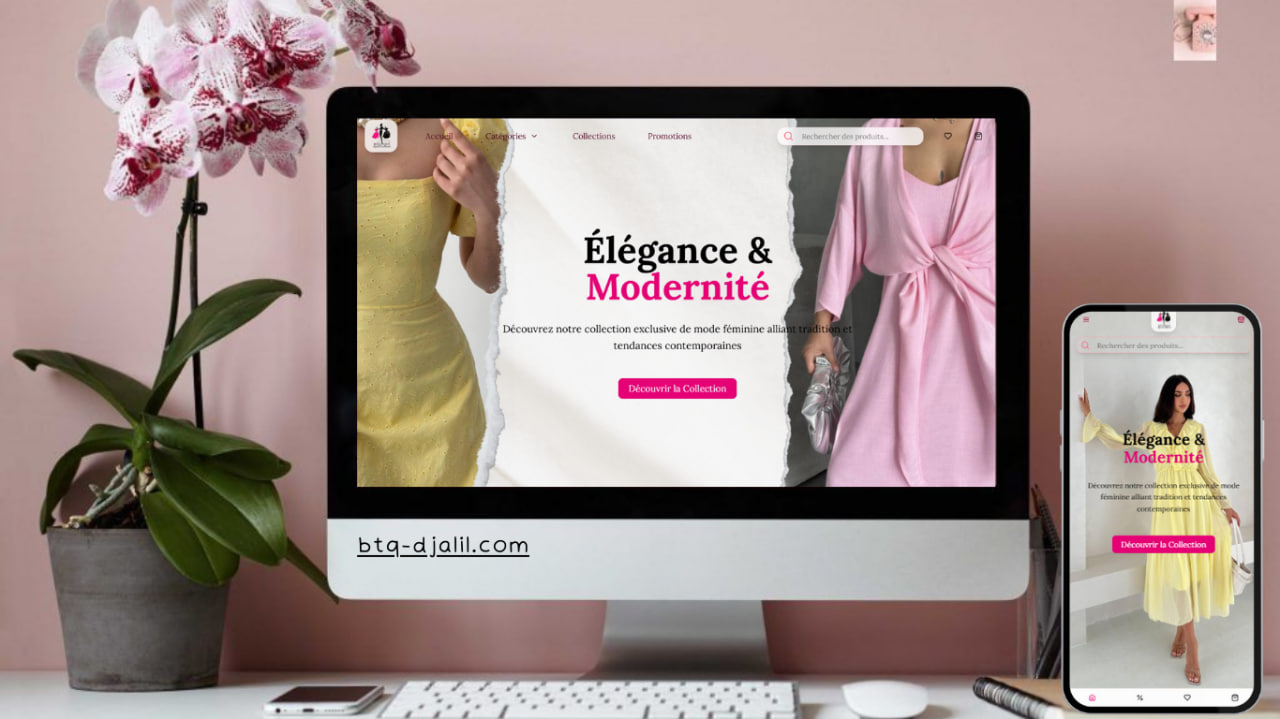 Accueil
Catégories
Collections
Promotions
Rechercher des produits...
Élégance &
Modernité
Découvrez notre collection exclusive de mode féminine alliant tradition et
tendances contemporaines
Découvrir la Collection
btq-djalil.com
Rechercher des produits...
Élégance &
Modernité
Découvrez notre collection exclusive de mode
féminine alliant tradition et tendances
contemporaines
Découvrir la Collection